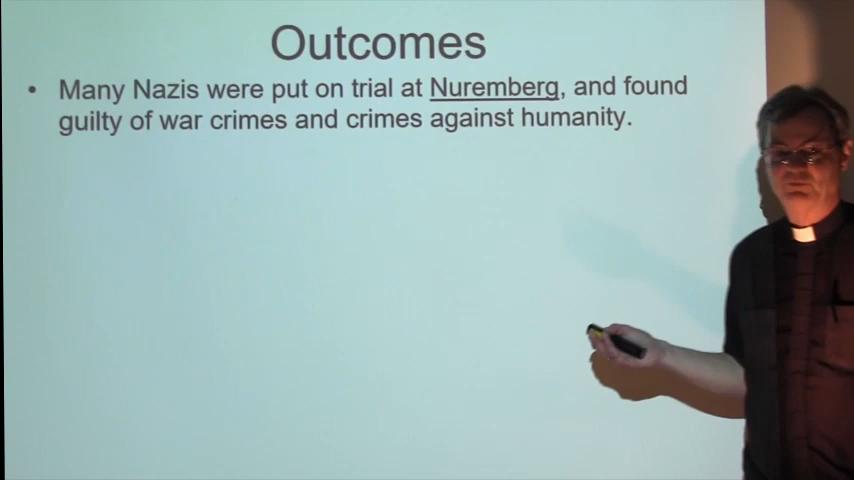 Outcomes
• Many Nazis were put on trial at Nuremberg, and found
guilty of war crimes and crimes against humanity.